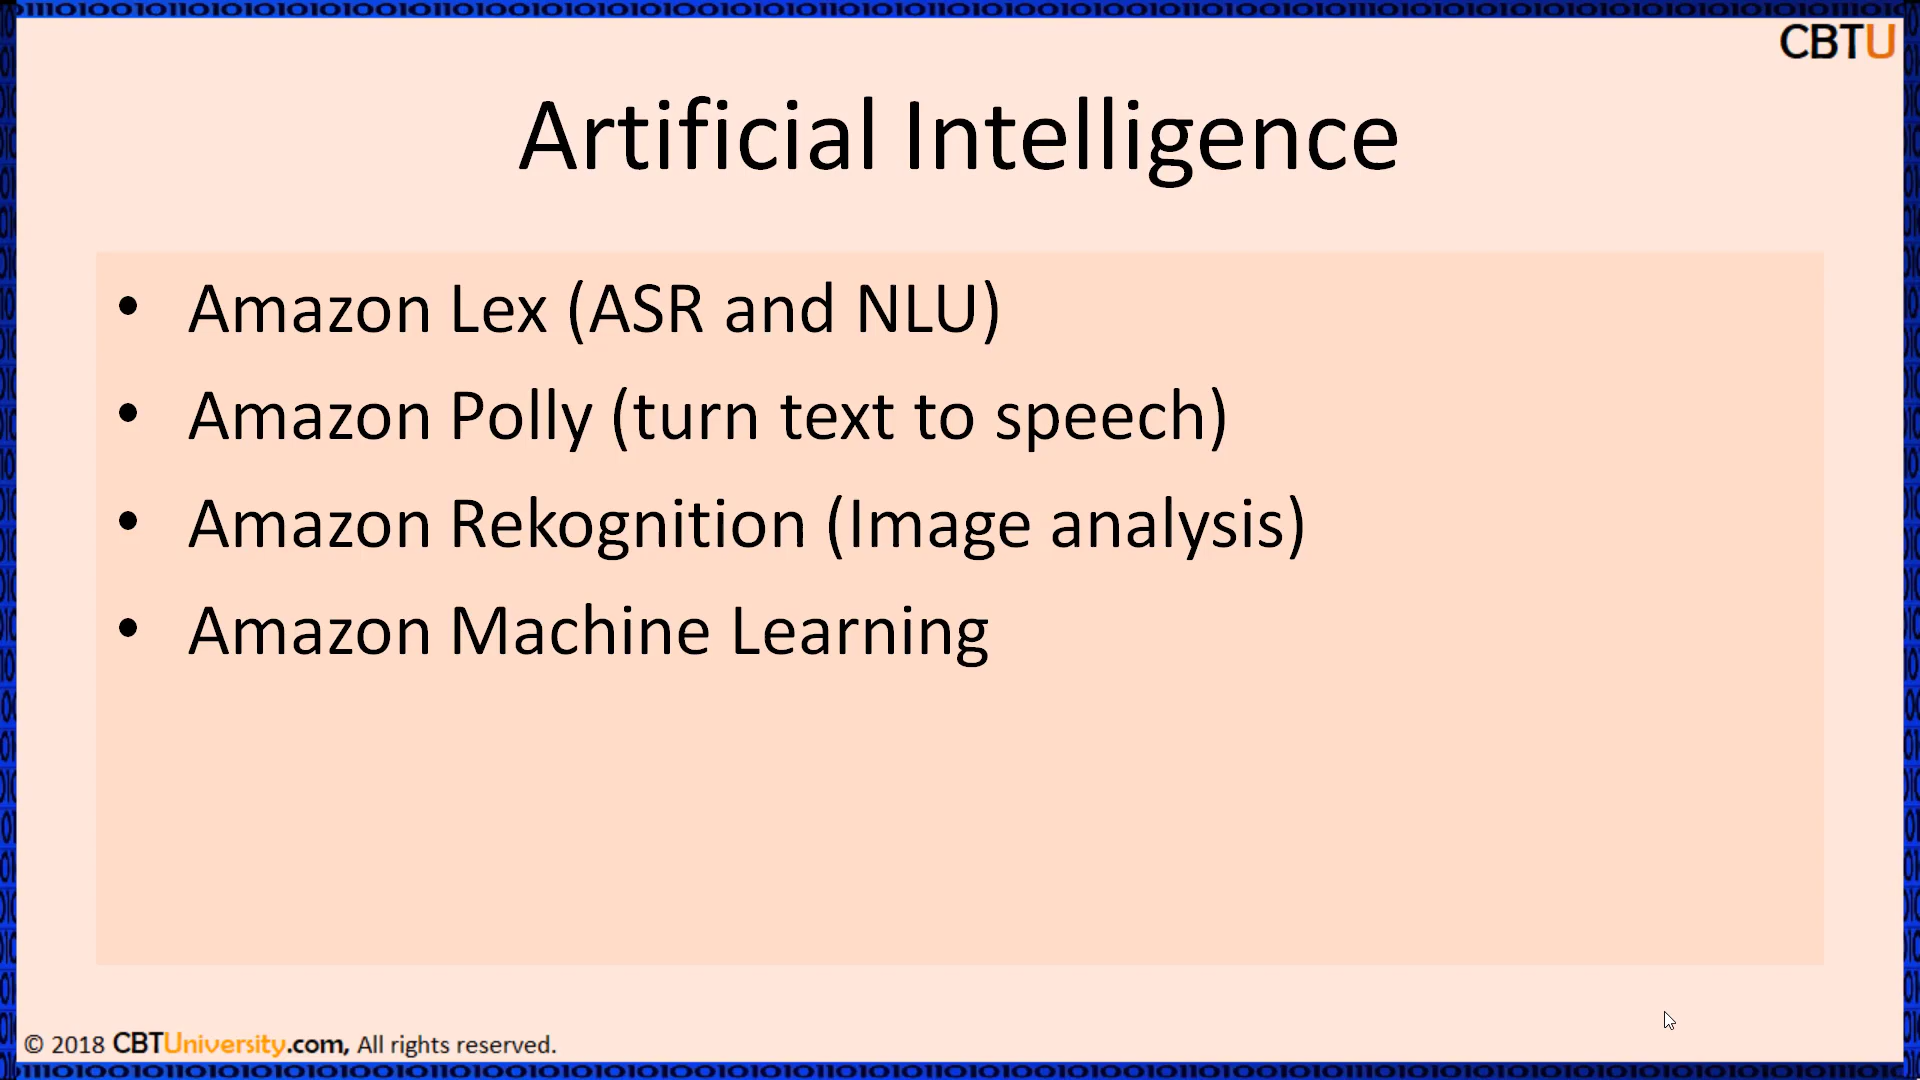 CBTU
Artificial Intelligence
• Amazon Lex (ASR and NLU)
• Amazon Polly (turn text to speech)
• Amazon Rekognition (Image analysis)
• Amazon Machine Learning
© 2018 CBTUniversity.com, All rights reserved.